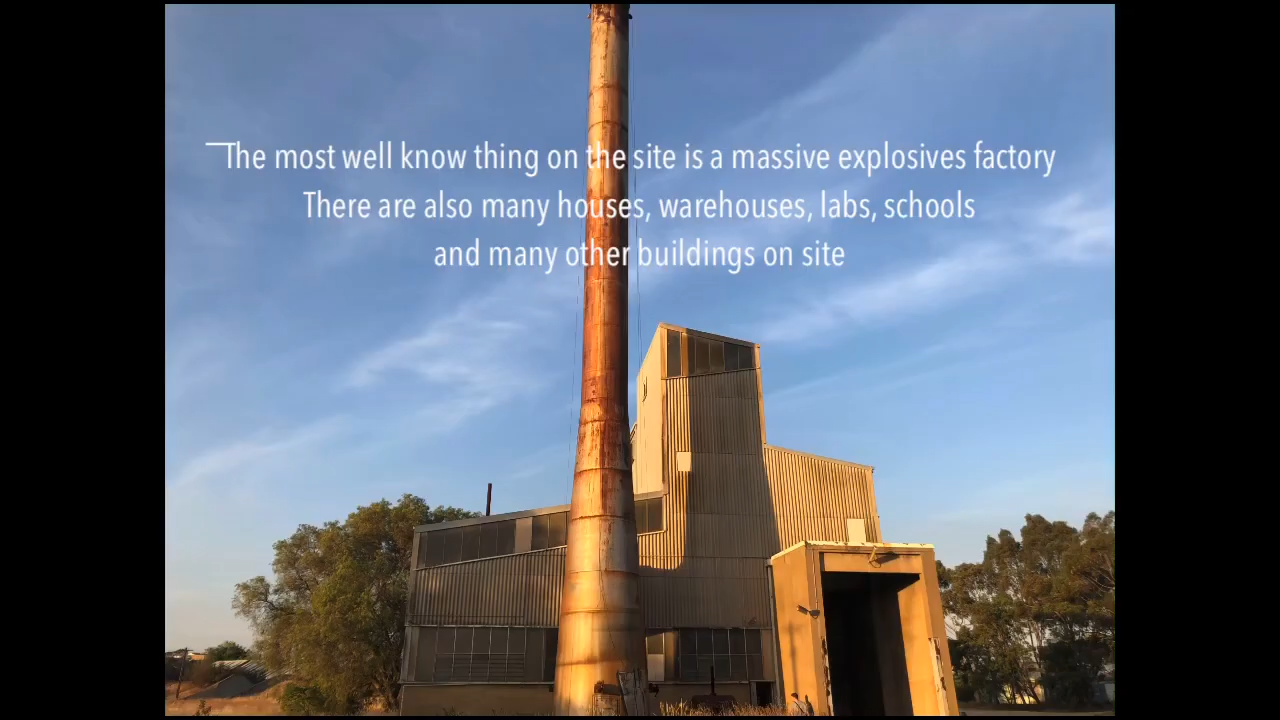 The most well know thing on the site is a massive explosives factory
There are also many houses, warehouses, labs, schools
and many other buildings on site